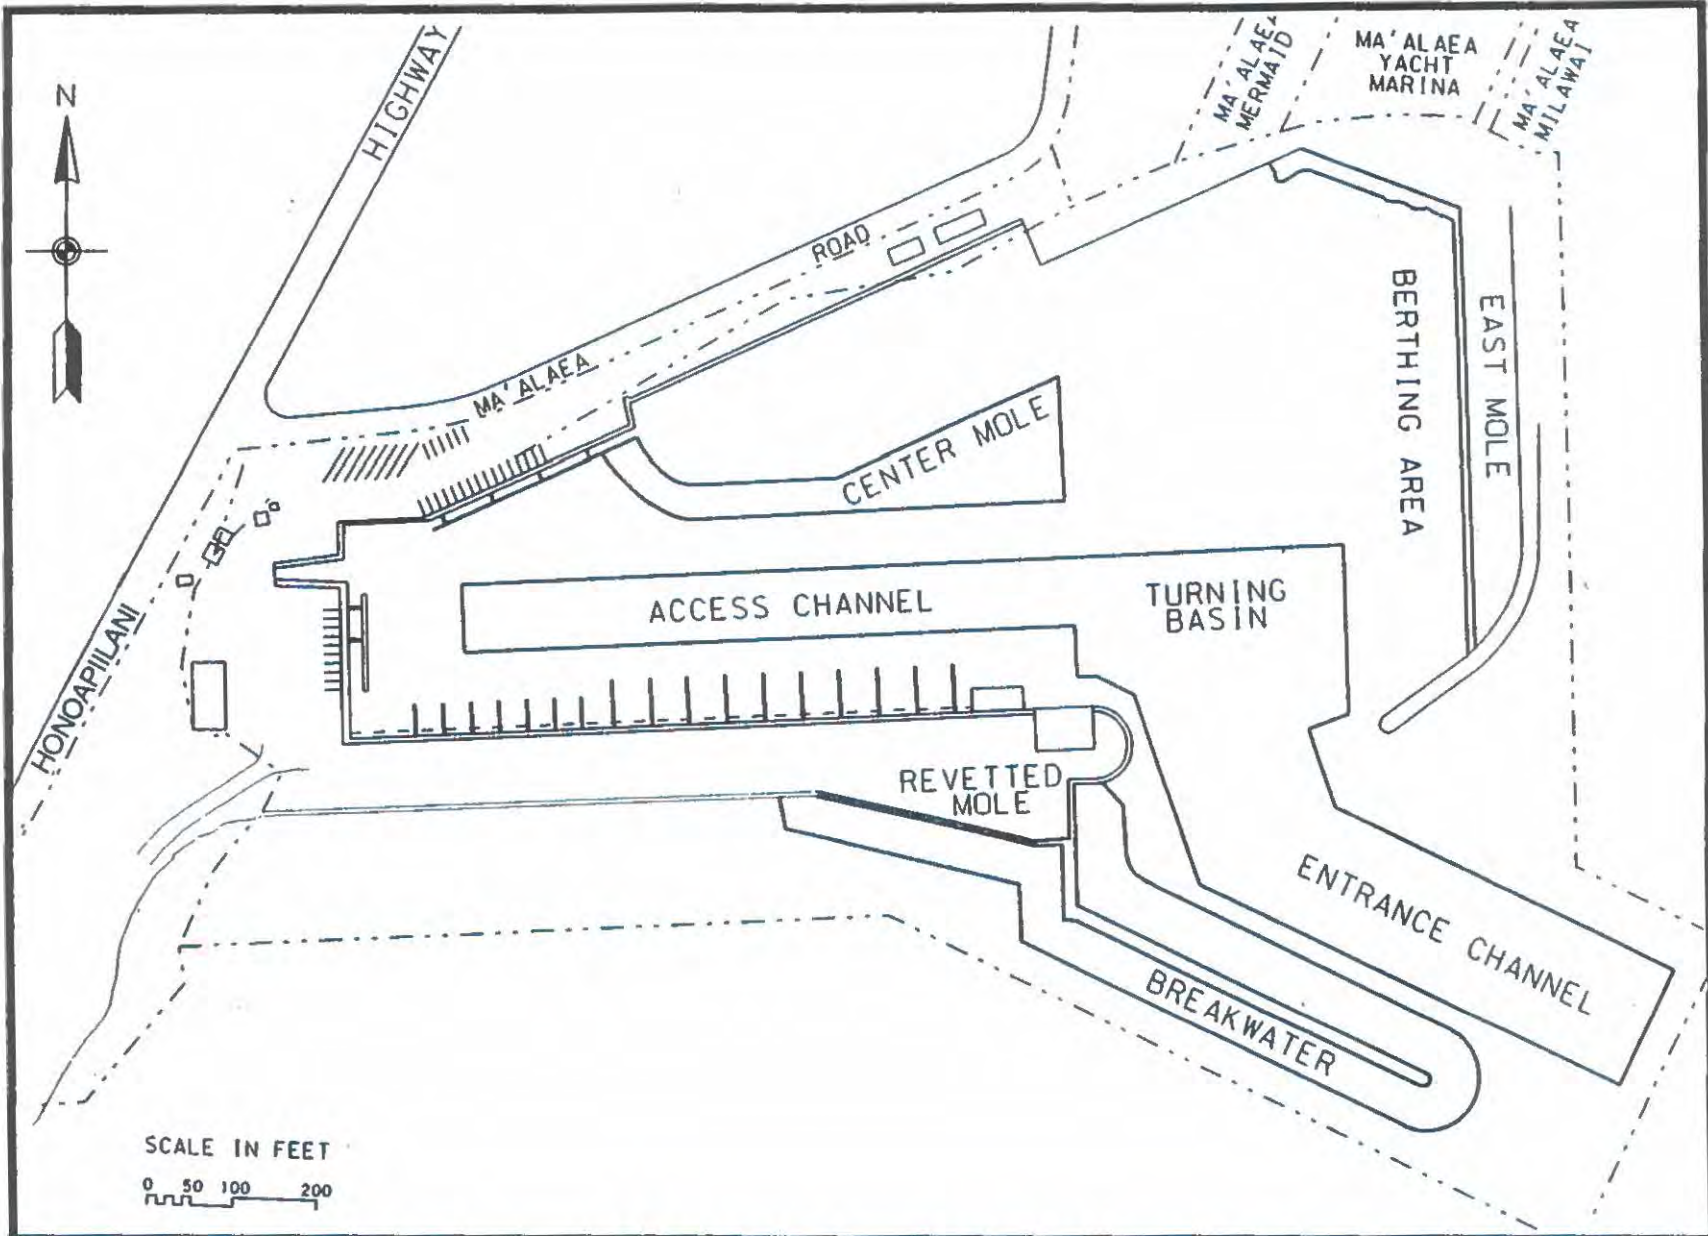 N
HIGHWAY
MA'ALAEA
MERMAID
MA'ALAEA
YACHT
MARINA
MA'ALAEA
MILAWAI
ROAD
MA'ALAEA
BERTHING AREA
EAST MOLE
CENTER MOLE
ACCESS CHANNEL
TURNING
BASIN
HONOAPIILANI
REVETTED
MOLE
ENTRANCE CHANNEL
BREAKWATER
SCALE IN FEET
0 50 100 200